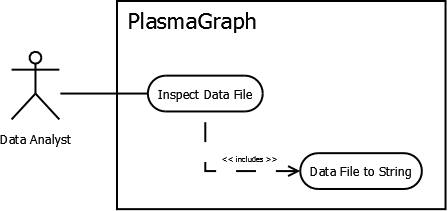 PlasmaGraph
Inspect Data File
Data Analyst
<< includes >>
Data File to String